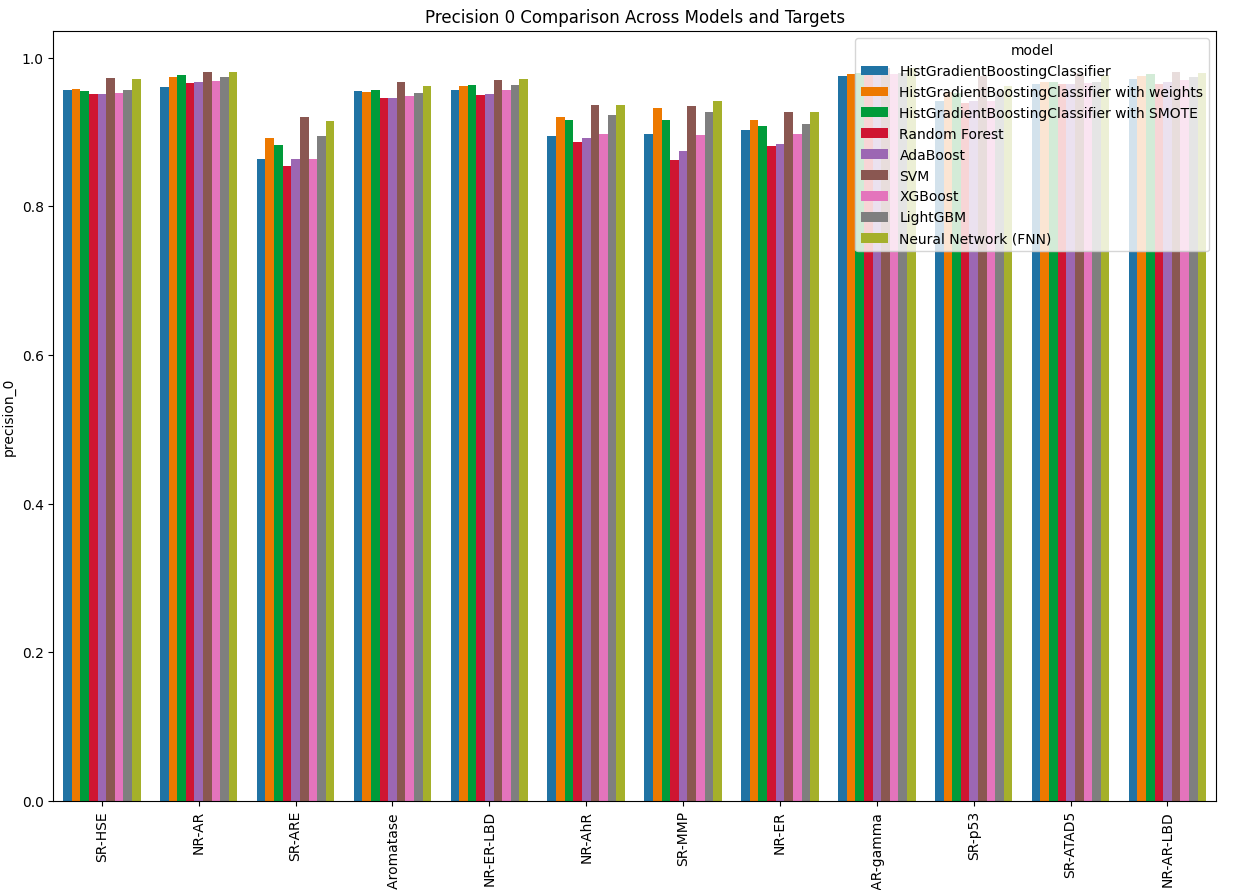 Precision 0 Comparison Across Models and Targets
model
HistGradientBoostingClassifier
HistGradientBoostingClassifier with weights
HistGradientBoostingClassifier with SMOTE
Random Forest
AdaBoost
SVM
XGBoost
LightGBM
Neural Network (FNN)
precision_0
1.0
0.8
0.6
0.4
0.2
0.0
SR-HSE
NR-AR
SR-ARE
Aromatase
NR-ER-LBD
NR-AhR
SR-MMP
NR-ER
AR-gamma
SR-p53
SR-ATAD5
NR-AR-LBD